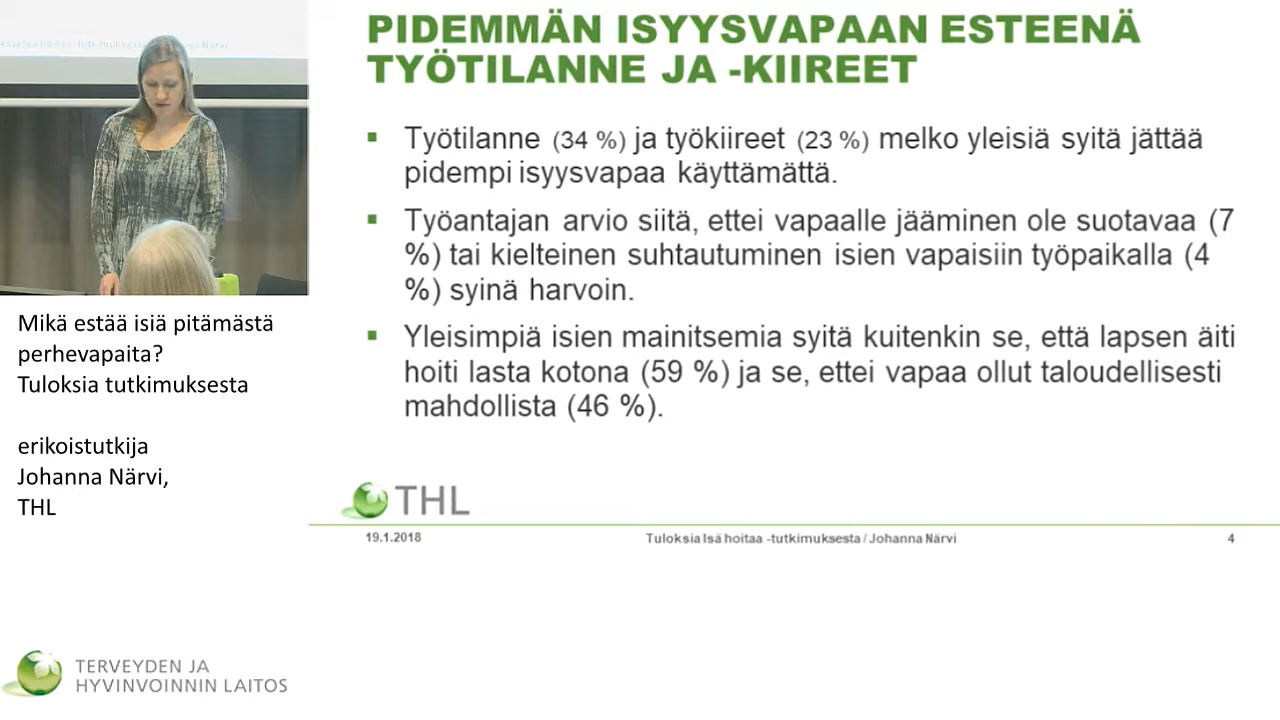 PIDEMMÄN ISYYSVAPAAN ESTEENÄ
TYÖTILANNE JA -KIIREET
▪ Työtilanne (34 %) ja työkiireet (23 %) melko yleisiä syitä jättää
pidempi isyysvapaa käyttämättä.
▪ Työantajan arvio siitä, ettei vapaalle jääminen ole suotavaa (7
%) tai kielteinen suhtautuminen isien vapaisiin työpaikalla (4
%) syinä harvoin.
▪ Yleisimpiä isien mainitsemia syitä kuitenkin se, että lapsen äiti
hoiti lasta kotona (59 %) ja se, ettei vapaa ollut taloudellisesti
mahdollista (46 %).
THL
19.1.2018 Tuloksia Isä hoitaa -tutkimuksesta / Johanna Närvi 4
Mikä estää isiä pitämästä
perhevapaita?
Tuloksia tutkimuksesta
erikoistutkija
Johanna Närvi,
THL
TERVEYDEN JA
HYVINVOINNIN LAITOS